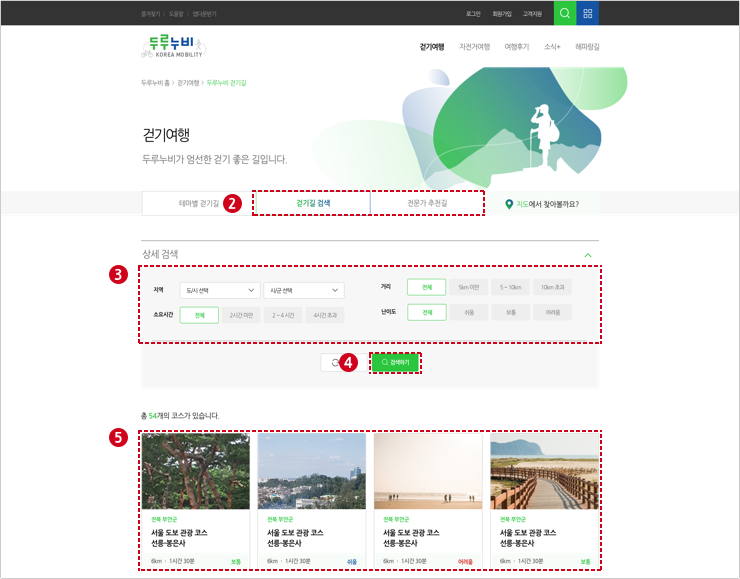 즐겨찾기 | 도움말 | 앱다운받기
로그인 회원가입 고객지원
두루누비
KOREA MOBILITY
걷기여행 자전거여행 여행후기 소식+ 해파랑길
두루누비 홈 > 걷기여행 > 두루누비 걷기길
걷기여행
두루누비가 엄선한 걷기 좋은 길입니다.
테마별 걷기길 2 걷기길 검색 전문가 추천길 지도에서 찾아볼까요?
상세 검색
3
지역 도/시 선택 시/군 선택 거리 전체 5km 미만 5 ~ 10km 10km 초과
소요시간 전체 2시간 미만 2 ~ 4 시간 4시간 초과 난이도 전체 쉬움 보통 어려움
4 검색하기
총 54개의 코스가 있습니다.
5
전북 부안군 전북 부안군 전북 부안군 전북 부안군
서울 도보 관광 코스 서울 도보 관광 코스 서울 도보 관광 코스 서울 도보 관광 코스
선릉-봉은사 선릉-봉은사 선릉-봉은사 선릉-봉은사
6km · 1시간 30분 보통 6km · 1시간 30분 쉬움 6km · 1시간 30분 어려움 6km · 1시간 30분 보통